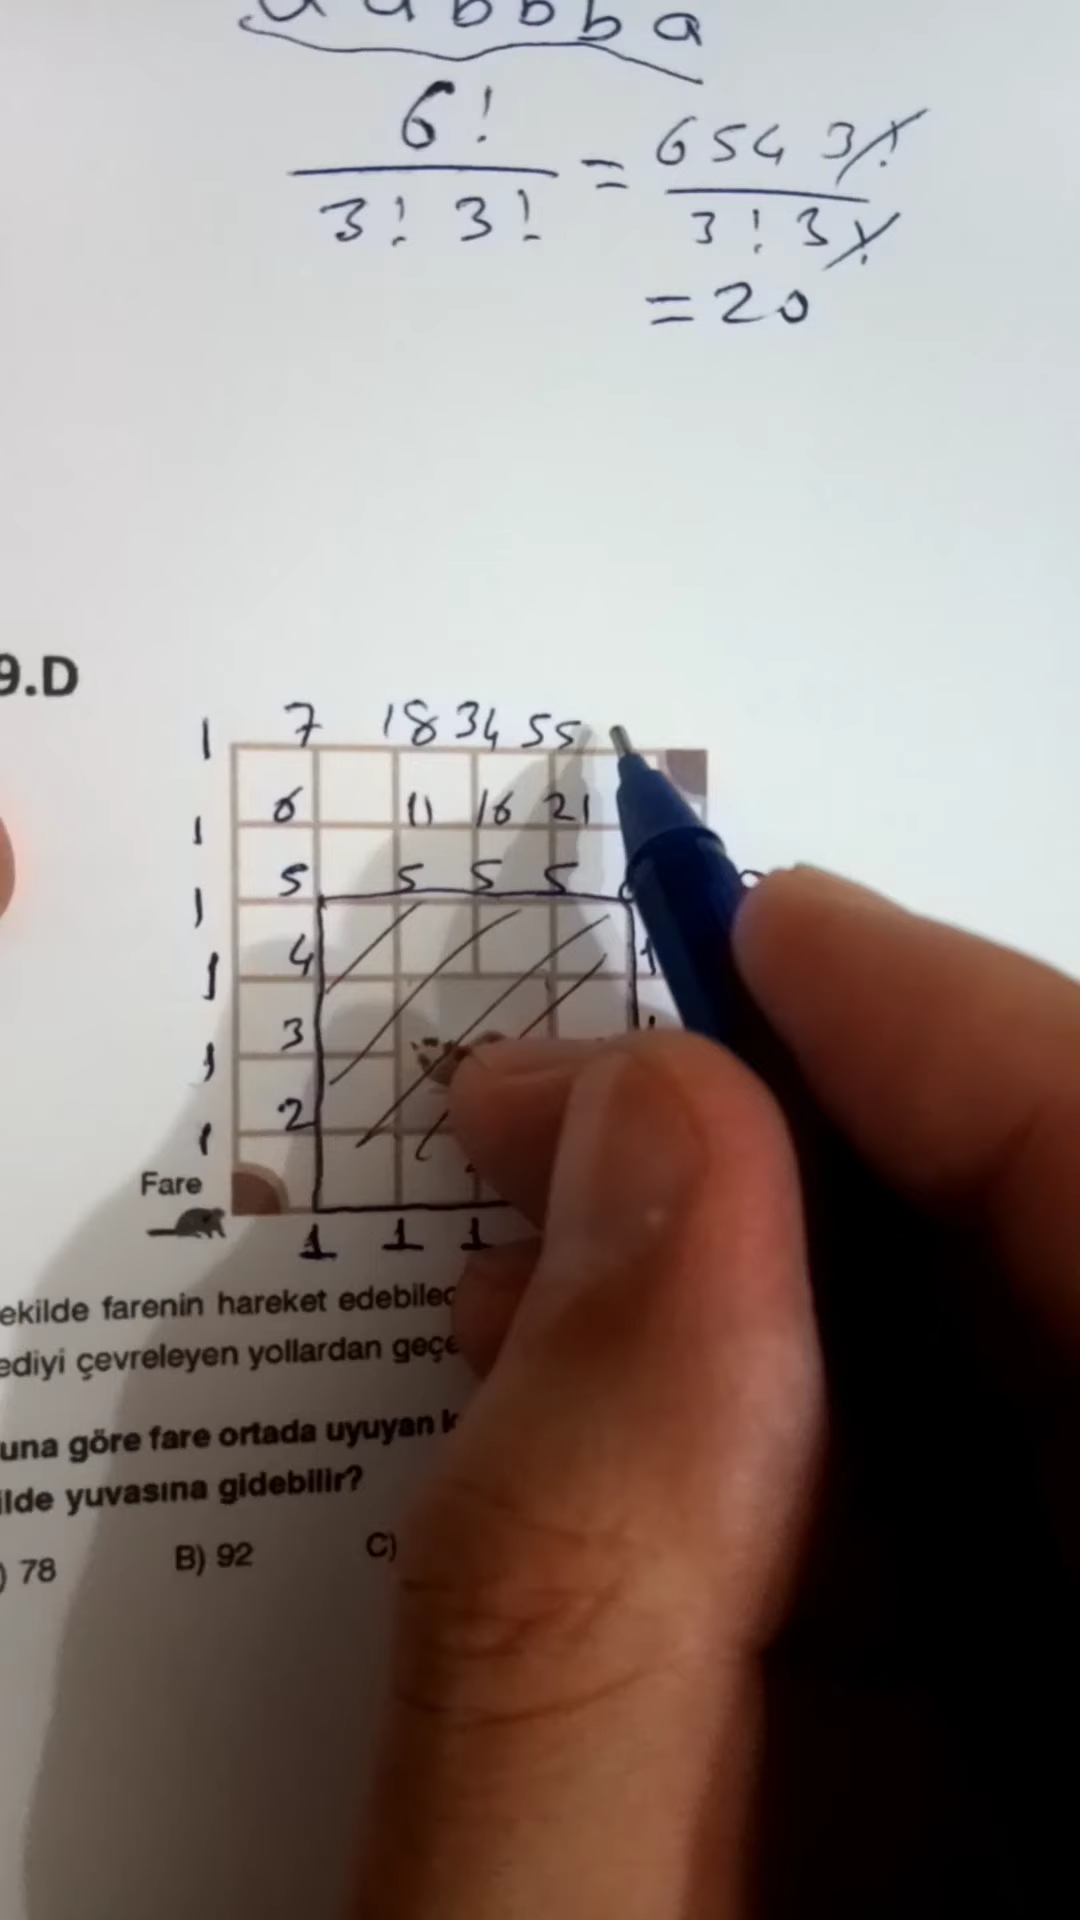 b b b a
6! / 3! 3! = 6 5 4 3! / 3! 3!
= 20
9.D
1 7 18 34 55
1 6 11 16 21
1 5 5 5 5
1 4 1
1 3
1 2
Fare
1 1 1
ekilde farenin hareket
ediyi çevreleyen yollardan
una göre fare ortada uyuyan
ilde yuvasına gidebilir?
) 78 B) 92 C)